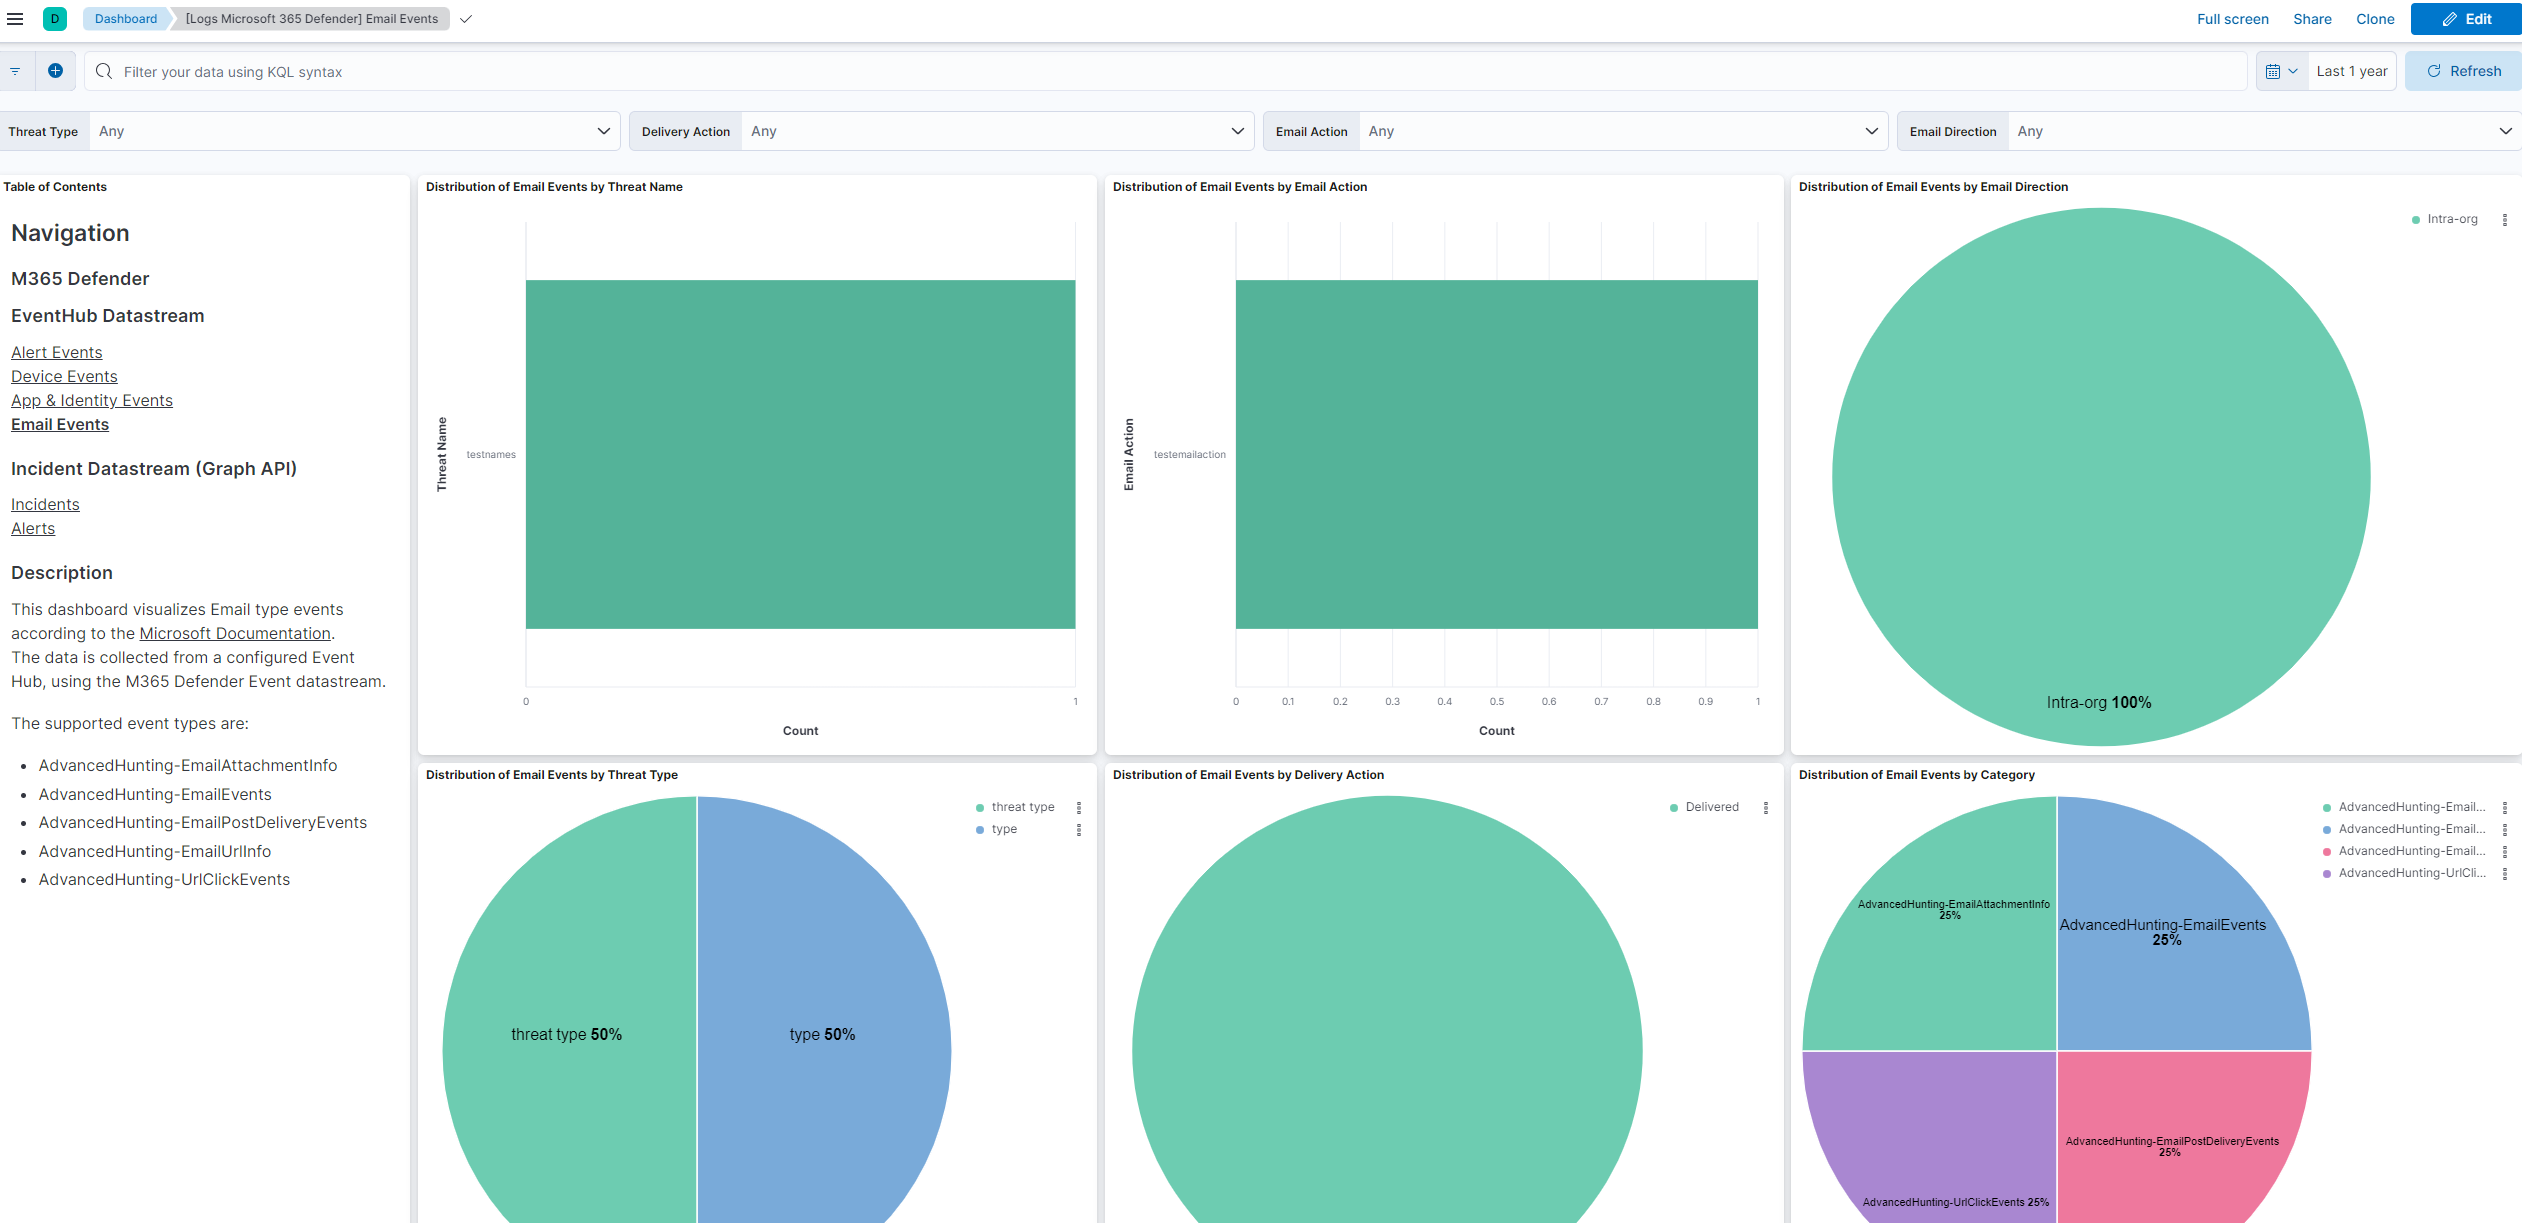 D
Dashboard
[Logs Microsoft 365 Defender] Email Events
Full screen
Share
Clone
Edit
Filter your data using KQL syntax
Last 1 year
Refresh
Threat Type
Any
Delivery Action
Any
Email Action
Any
Email Direction
Any
Table of Contents
Navigation
M365 Defender
EventHub Datastream
Alert Events
Device Events
App & Identity Events
Email Events
Incident Datastream (Graph API)
Incidents
Alerts
Description
This dashboard visualizes Email type events
according to the Microsoft Documentation.
The data is collected from a configured Event
Hub, using the M365 Defender Event datastream.
The supported event types are:
AdvancedHunting-EmailAttachmentInfo
AdvancedHunting-EmailEvents
AdvancedHunting-EmailPostDeliveryEvents
AdvancedHunting-EmailUrlInfo
AdvancedHunting-UrlClickEvents
Distribution of Email Events by Threat Name
Threat Name
testnames
0
1
Count
Distribution of Email Events by Email Action
Email Action
testemailaction
0
0.1
0.2
0.3
0.4
0.5
0.6
0.7
0.8
0.9
1
Count
Distribution of Email Events by Email Direction
Intra-org
Intra-org 100%
Distribution of Email Events by Threat Type
threat type
type
threat type 50%
type 50%
Distribution of Email Events by Delivery Action
Delivered
Distribution of Email Events by Category
AdvancedHunting-Email...
AdvancedHunting-Email...
AdvancedHunting-Email...
AdvancedHunting-UrlCli...
AdvancedHunting-EmailAttachmentInfo
25%
AdvancedHunting-EmailEvents
25%
AdvancedHunting-EmailPostDeliveryEvents
25%
AdvancedHunting-UrlClickEvents 25%